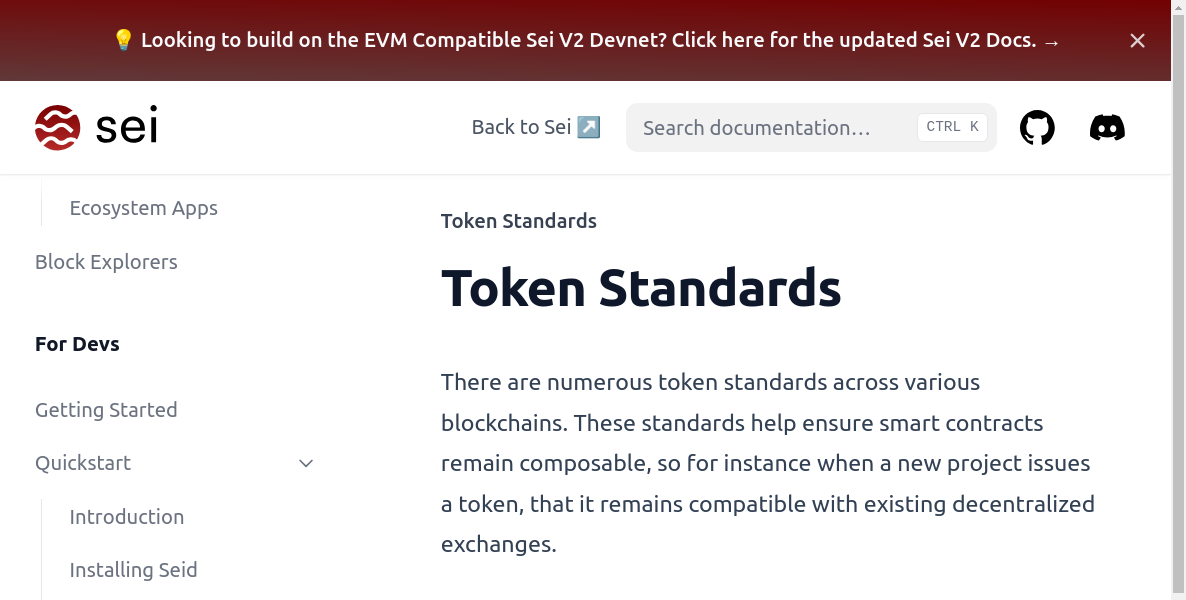 💡 Looking to build on the EVM Compatible Sei V2 Devnet? Click here for the updated Sei V2 Docs. →
sei
Back to Sei ↗️
Search documentation…
CTRL K
Ecosystem Apps
Block Explorers
For Devs
Getting Started
Quickstart
Introduction
Installing Seid
Token Standards
Token Standards
There are numerous token standards across various
blockchains. These standards help ensure smart contracts
remain composable, so for instance when a new project issues
a token, that it remains compatible with existing decentralized
exchanges.